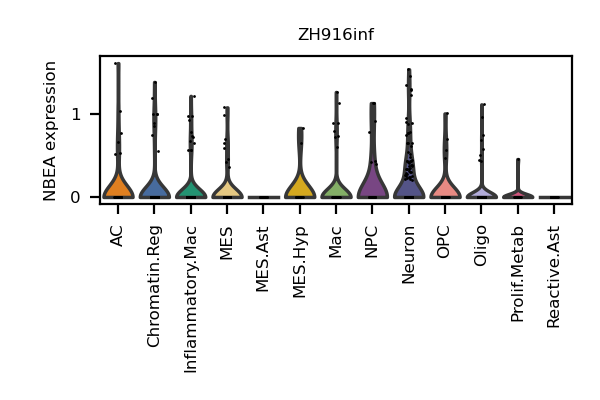 ZH916inf
NBEA expression
1
0
AC
Chromatin.Reg
Inflammatory.Mac
MES
MES.Ast
MES.Hyp
Mac
NPC
Neuron
OPC
Oligo
Prolif.Metab
Reactive.Ast